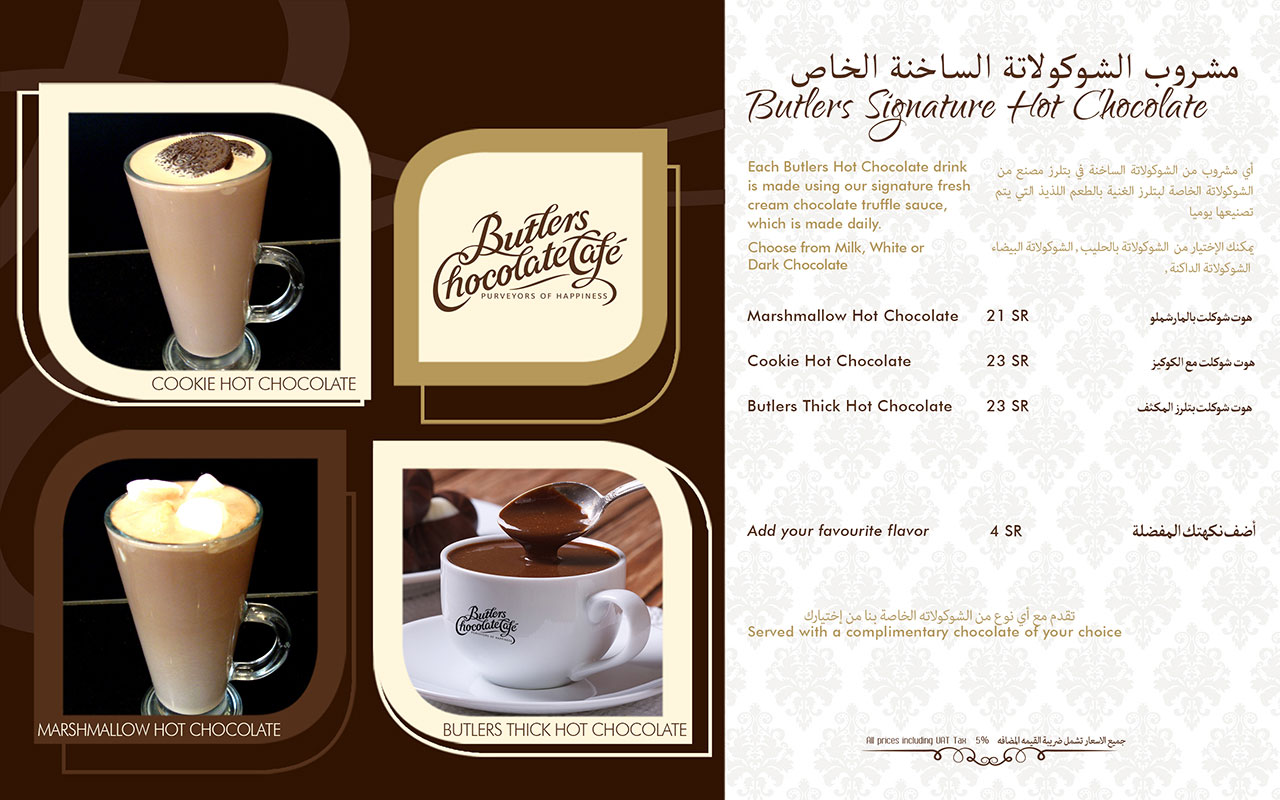 COOKIE HOT CHOCOLATE
Butlers
Chocolate Café
PURVEYORS OF HAPPINESS
MARSHMALLOW HOT CHOCOLATE
Butlers
Chocolate Café
BUTLERS THICK HOT CHOCOLATE
مشروب الشوكولاتة الساخنة الخاص
Butlers Signature Hot Chocolate
Each Butlers Hot Chocolate drink
is made using our signature fresh
cream chocolate truffle sauce,
which is made daily.
Choose from Milk, White or
Dark Chocolate
أي مشروب من الشوكولاتة الساخنة في بتلرز مصنع من
الشوكولاتة الخاصة لبتلرز الغنية بالطعم اللذيذ التي يتم
تصنيعها يوميا
يمكنك الإختيار من الشوكولاتة بالحليب , الشوكولاتة البيضاء
الشوكولاتة الداكنة .
Marshmallow Hot Chocolate 21 SR هوت شوكلت بالمارشملو
Cookie Hot Chocolate 23 SR هوت شوكلت مع الكوكيز
Butlers Thick Hot Chocolate 23 SR هوت شوكلت بتلرز المكثف
Add your favourite flavor 4 SR أضف نكهتك المفضلة
تقدم مع أي نوع من الشوكولاته الخاصة بنا من إختيارك
Served with a complimentary chocolate of your choice
All prices including VAT Tax 5% جميع الاسعار تشمل ضريبة القيمه المضافه